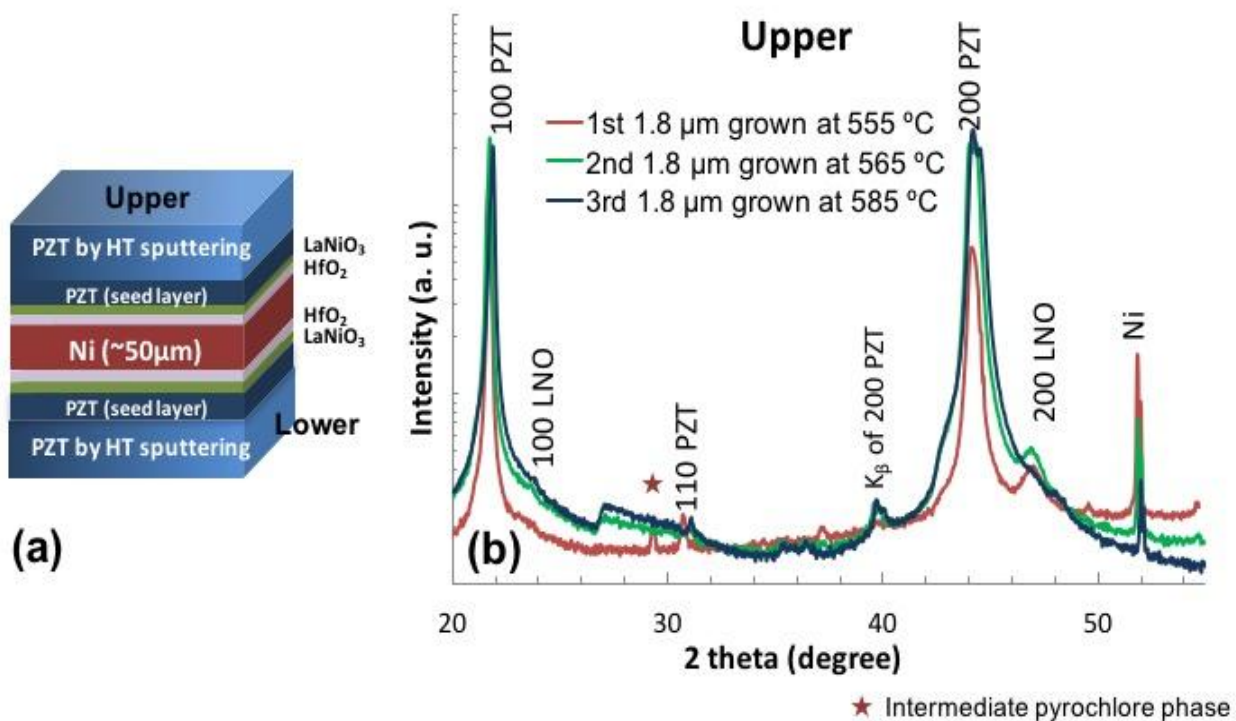 Upper
PZT by HT sputtering
LaNiO₃
HfO₂
PZT (seed layer)
HfO₂
Ni (~50μm)
LaNiO₃
PZT (seed layer)
Lower
PZT by HT sputtering
(a)
Upper
1st 1.8 μm grown at 555 ºC
2nd 1.8 μm grown at 565 ºC
3rd 1.8 μm grown at 585 ºC
100 PZT
100 LNO
★
110 PZT
Kβ of 200 PZT
200 PZT
200 LNO
Ni
Intensity (a. u.)
(b)
20 30 40 50
2 theta (degree)
★ Intermediate pyrochlore phase